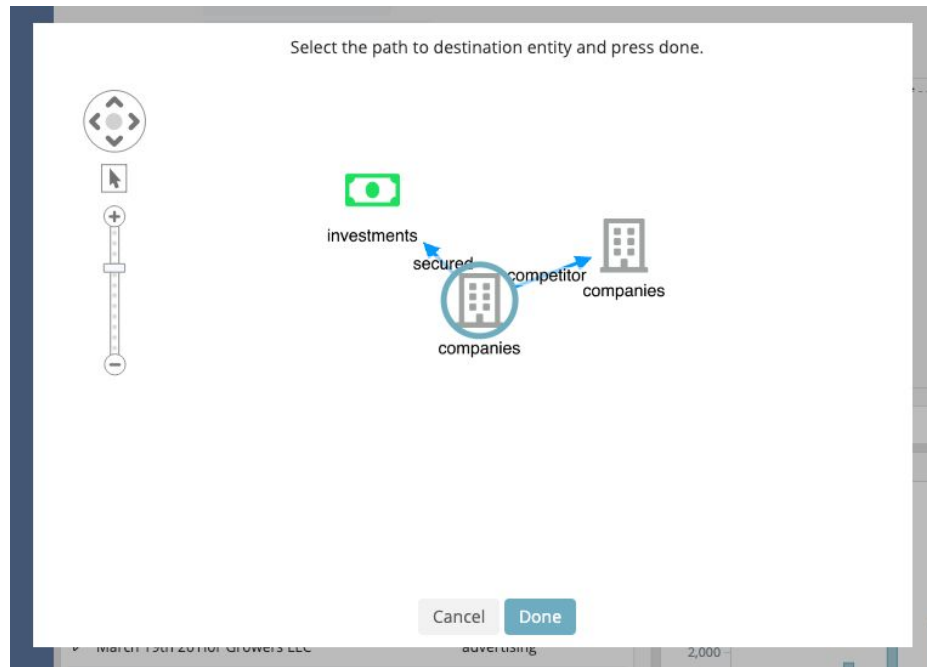 Select the path to destination entity and press done.
investments
secured
competitor
companies
companies
Cancel
Done
advertising
2,000